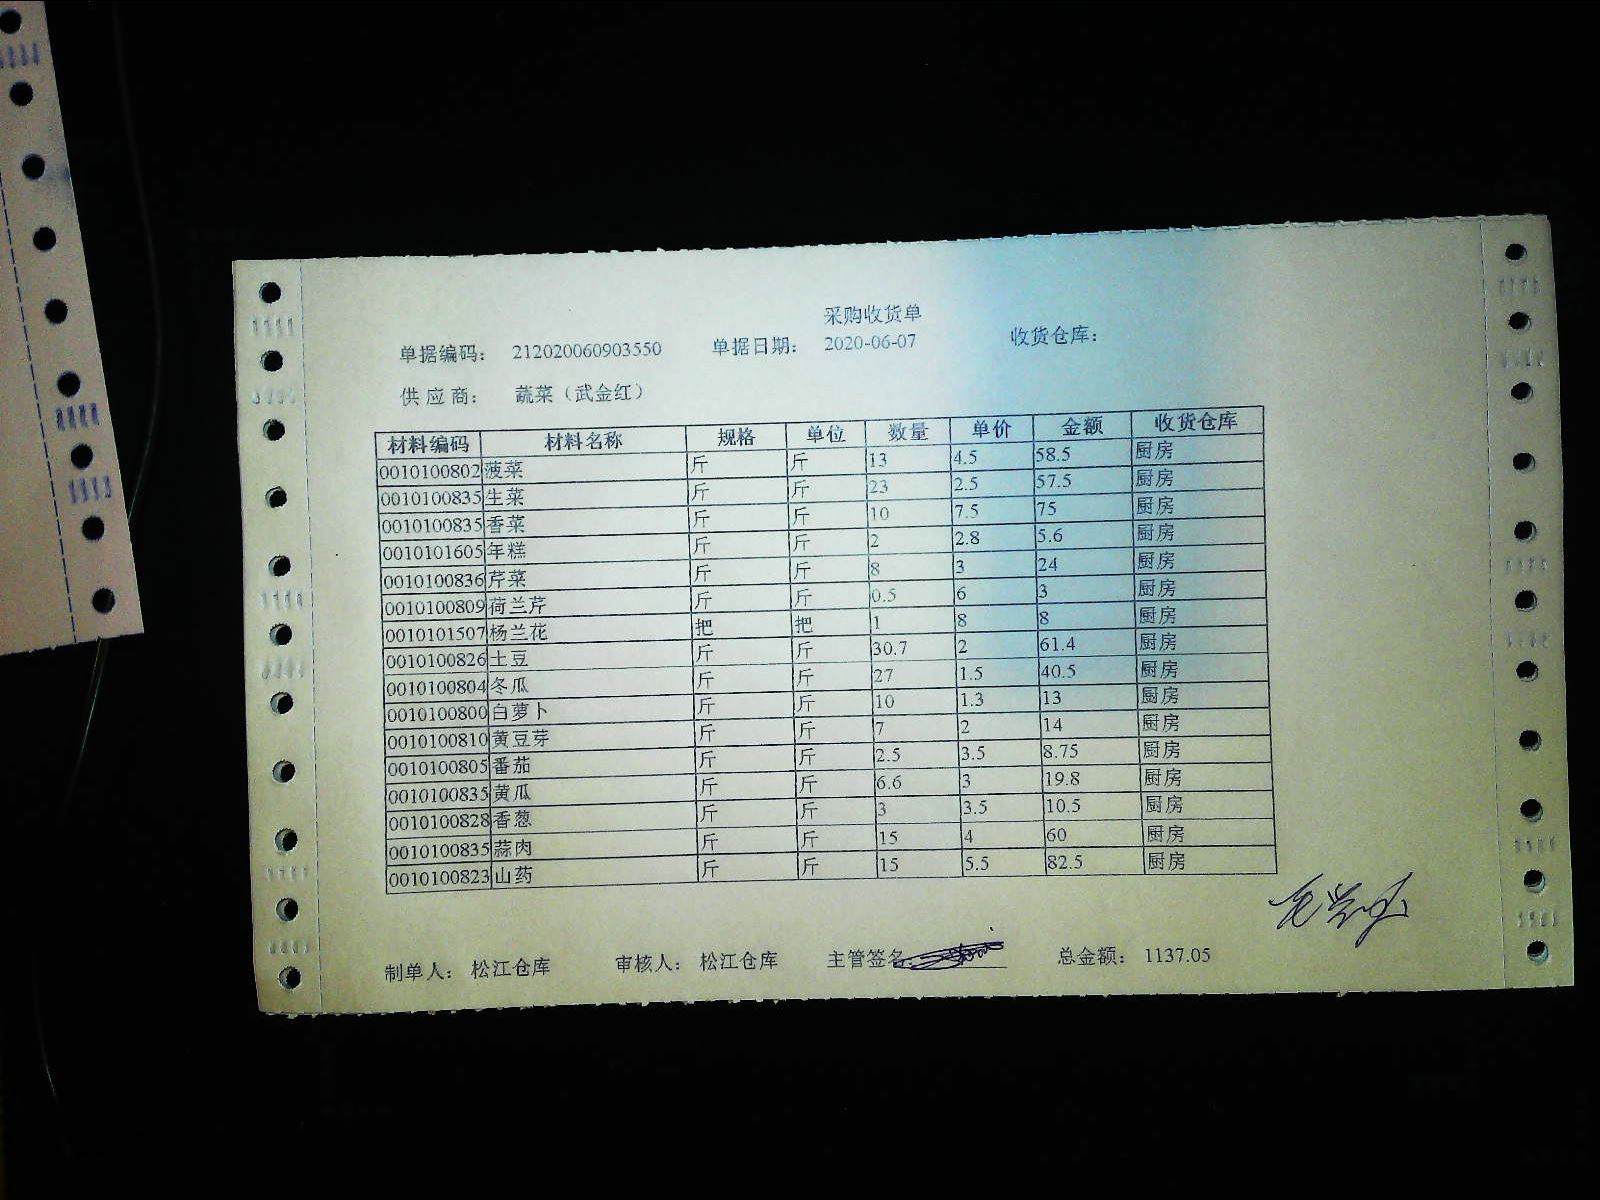 采购收货单
单据编码： 212020060903550 单据日期： 2020-06-07 收货仓库：
供 应 商： 蔬菜（武金红）
材料编码 材料名称 规格 单位 数量 单价 金额 收货仓库
0010100802 菠菜 斤 斤 13 4.5 58.5 厨房
0010100835 生菜 斤 斤 23 2.5 57.5 厨房
0010100835 香菜 斤 斤 10 7.5 75 厨房
0010101605 年糕 斤 斤 2 2.8 5.6 厨房
0010100836 芹菜 斤 斤 8 3 24 厨房
0010100809 荷兰芹 斤 斤 0.5 6 3 厨房
0010101507 杨兰花 把 把 1 8 8 厨房
0010100826 土豆 斤 斤 30.7 2 61.4 厨房
0010100804 冬瓜 斤 斤 27 1.5 40.5 厨房
0010100800 白萝卜 斤 斤 10 1.3 13 厨房
0010100810 黄豆芽 斤 斤 7 2 14 厨房
0010100805 番茄 斤 斤 2.5 3.5 8.75 厨房
0010100835 黄瓜 斤 斤 6.6 3 19.8 厨房
0010100828 香葱 斤 斤 3 3.5 10.5 厨房
0010100835 蒜肉 斤 斤 15 4 60 厨房
0010100823 山药 斤 斤 15 5.5 82.5 厨房
制单人： 松江仓库 审核人： 松江仓库 主管签名: 总金额： 1137.05